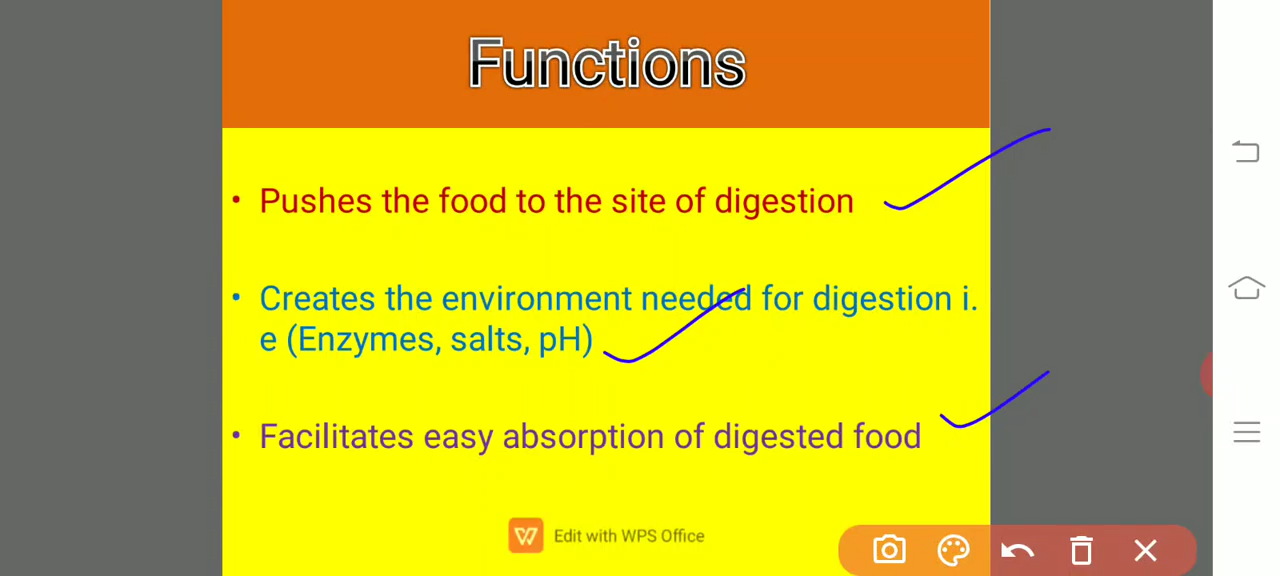 Functions
• Pushes the food to the site of digestion
• Creates the environment needed for digestion i.
e (Enzymes, salts, pH)
• Facilitates easy absorption of digested food
Edit with WPS Office